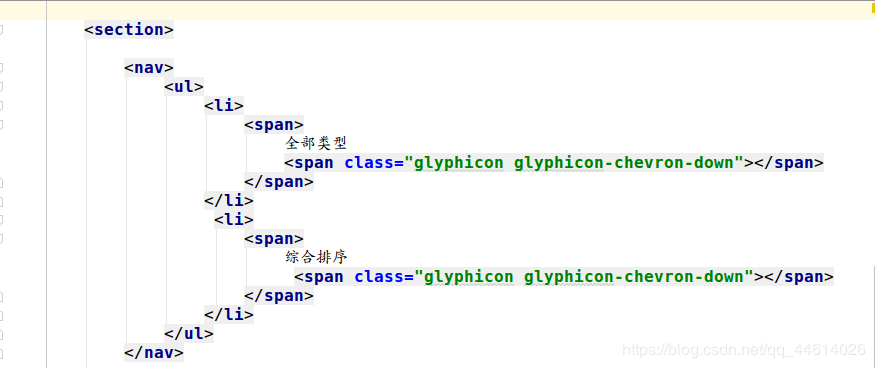 <section>
<nav>
<ul>
<li>
<span>
全部类型
<span class="glyphicon glyphicon-chevron-down"></span>
</span>
</li>
<li>
<span>
综合排序
<span class="glyphicon glyphicon-chevron-down"></span>
</span>
</li>
</ul>
</nav>
https://blog.csdn.net/qq_44614026